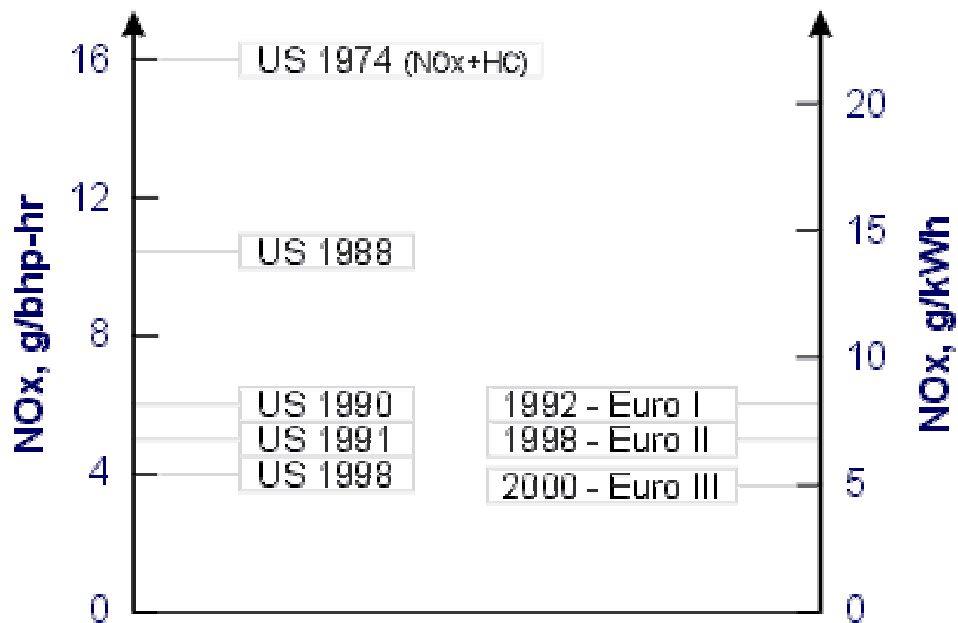 16
US 1974 (NOx+HC)
20
12
US 1988
15
NOx, g/bhp-hr
NOx, g/kWh
8
10
US 1990
1992 - Euro I
US 1991
1998 - Euro II
4
US 1998
2000 - Euro III
5
0
0